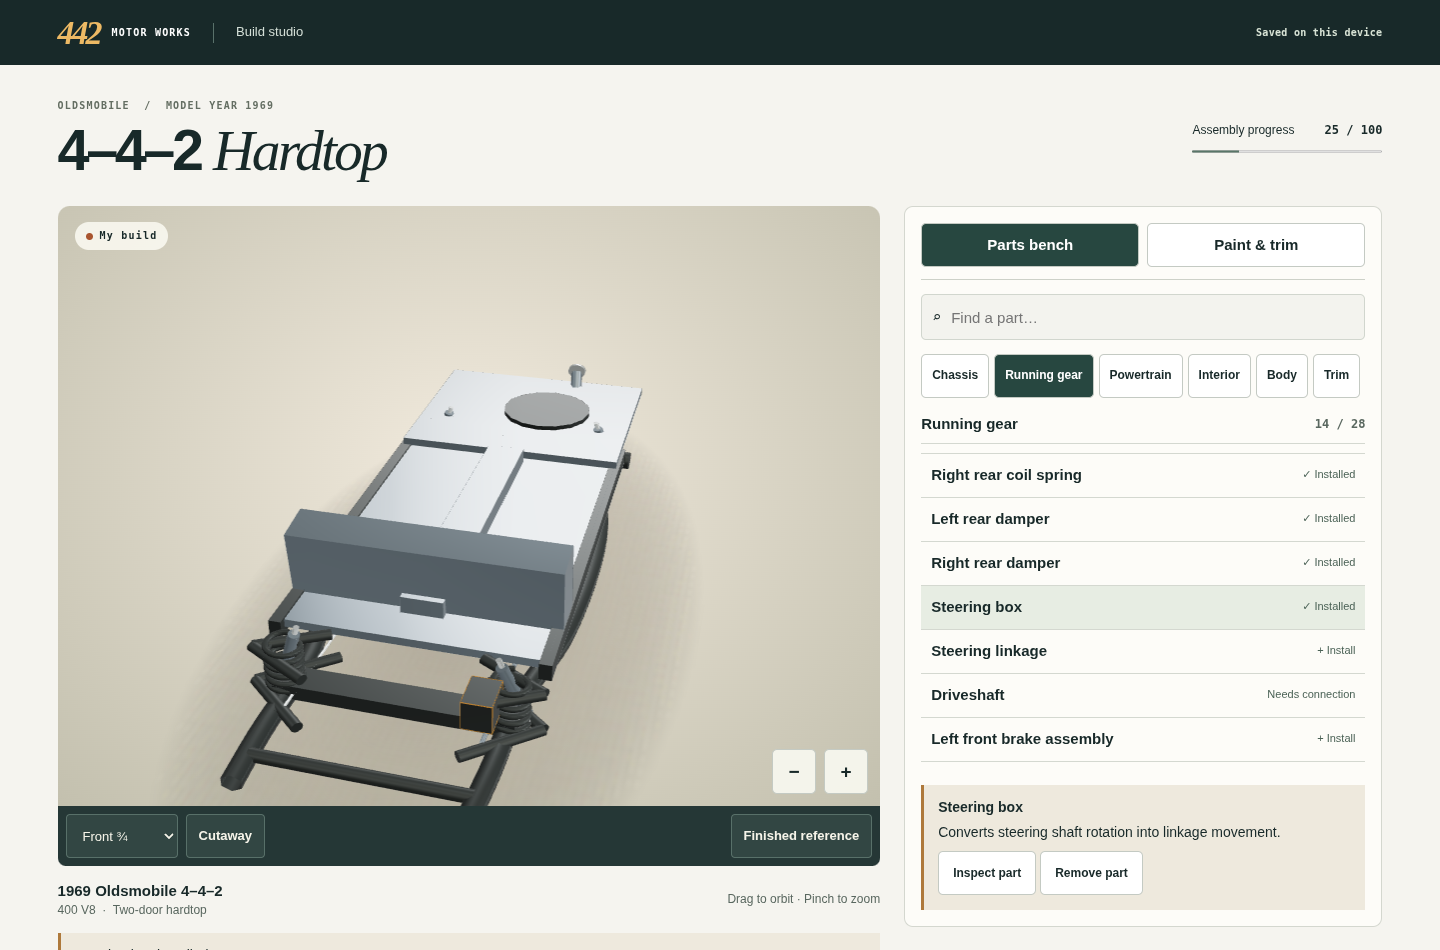 442 MOTOR WORKS Build studio Saved on this device
OLDSMOBILE / MODEL YEAR 1969
4–4–2 Hardtop
Assembly progress 25 / 100
My build
Parts bench Paint & trim
Find a part…
Chassis Running gear Powertrain Interior Body Trim
Running gear 14 / 28
Right rear coil spring ✓ Installed
Left rear damper ✓ Installed
Right rear damper ✓ Installed
Steering box ✓ Installed
Steering linkage + Install
Driveshaft Needs connection
Left front brake assembly + Install
Steering box
Converts steering shaft rotation into linkage movement.
Inspect part Remove part
− +
Front ¾ Cutaway Finished reference
1969 Oldsmobile 4–4–2
400 V8 · Two-door hardtop
Drag to orbit · Pinch to zoom